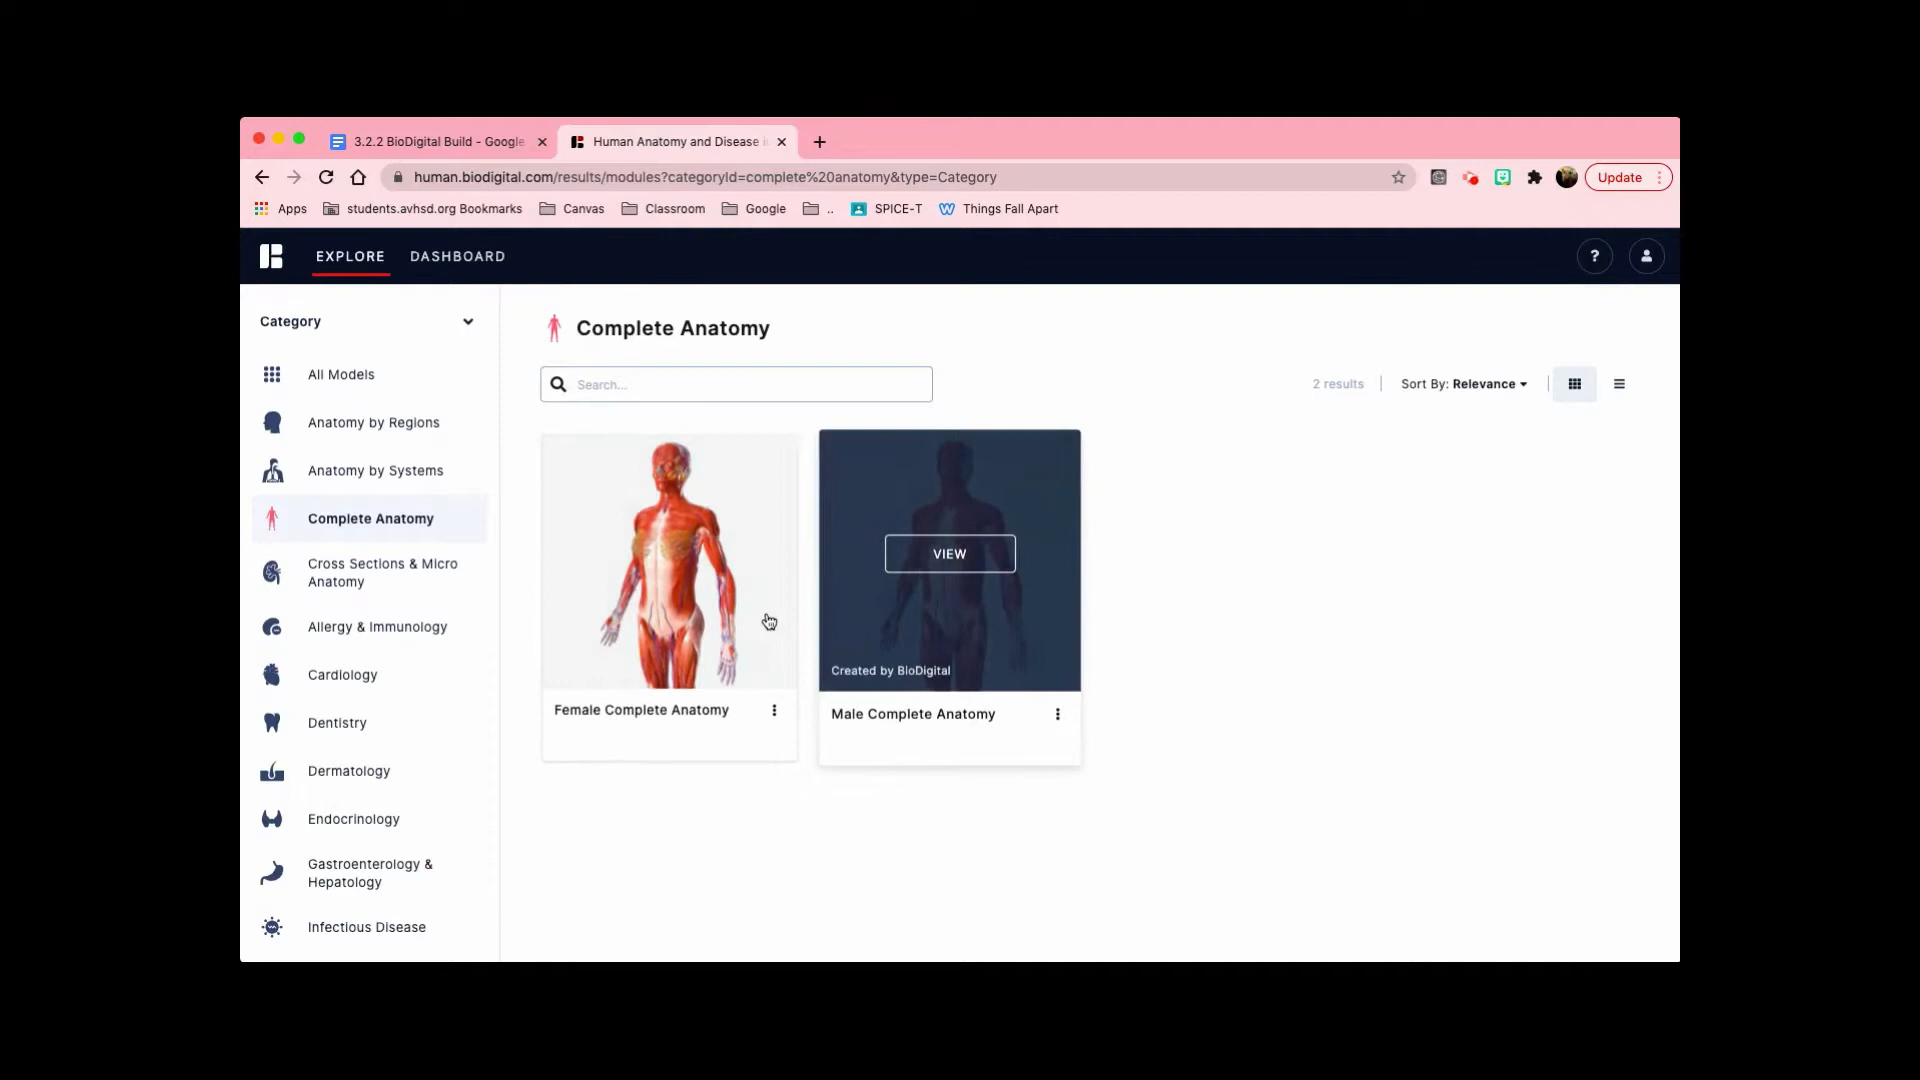 3.2.2 BioDigital Build - Google
Human Anatomy and Disease i
human.biodigital.com/results/modules?categoryId=complete%20anatomy&type=Category
Update
Apps
students.avhsd.org Bookmarks
Canvas
Classroom
Google
..
SPICE-T
Things Fall Apart
EXPLORE
DASHBOARD
?
Category
All Models
Anatomy by Regions
Anatomy by Systems
Complete Anatomy
Cross Sections & Micro
Anatomy
Allergy & Immunology
Cardiology
Dentistry
Dermatology
Endocrinology
Gastroenterology &
Hepatology
Infectious Disease
Complete Anatomy
Search...
2 results
Sort By: Relevance
Female Complete Anatomy
VIEW
Created by BioDigital
Male Complete Anatomy